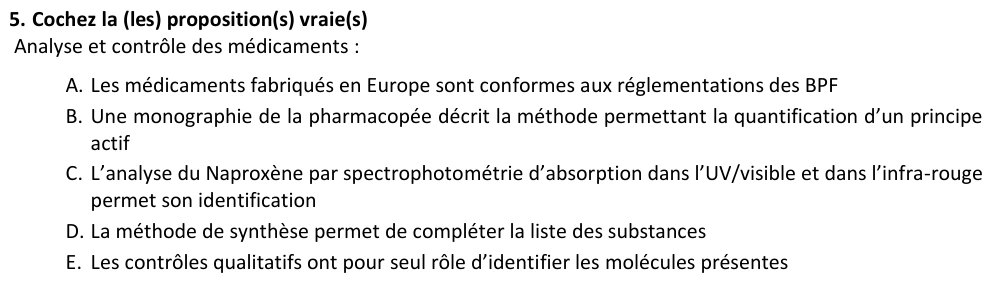 5. Cochez la (les) proposition(s) vraie(s)
Analyse et contrôle des médicaments :
A. Les médicaments fabriqués en Europe sont conformes aux réglementations des BPF
B. Une monographie de la pharmacopée décrit la méthode permettant la quantification d’un principe
actif
C. L’analyse du Naproxène par spectrophotométrie d’absorption dans l’UV/visible et dans l’infra-rouge
permet son identification
D. La méthode de synthèse permet de compléter la liste des substances
E. Les contrôles qualitatifs ont pour seul rôle d’identifier les molécules présentes